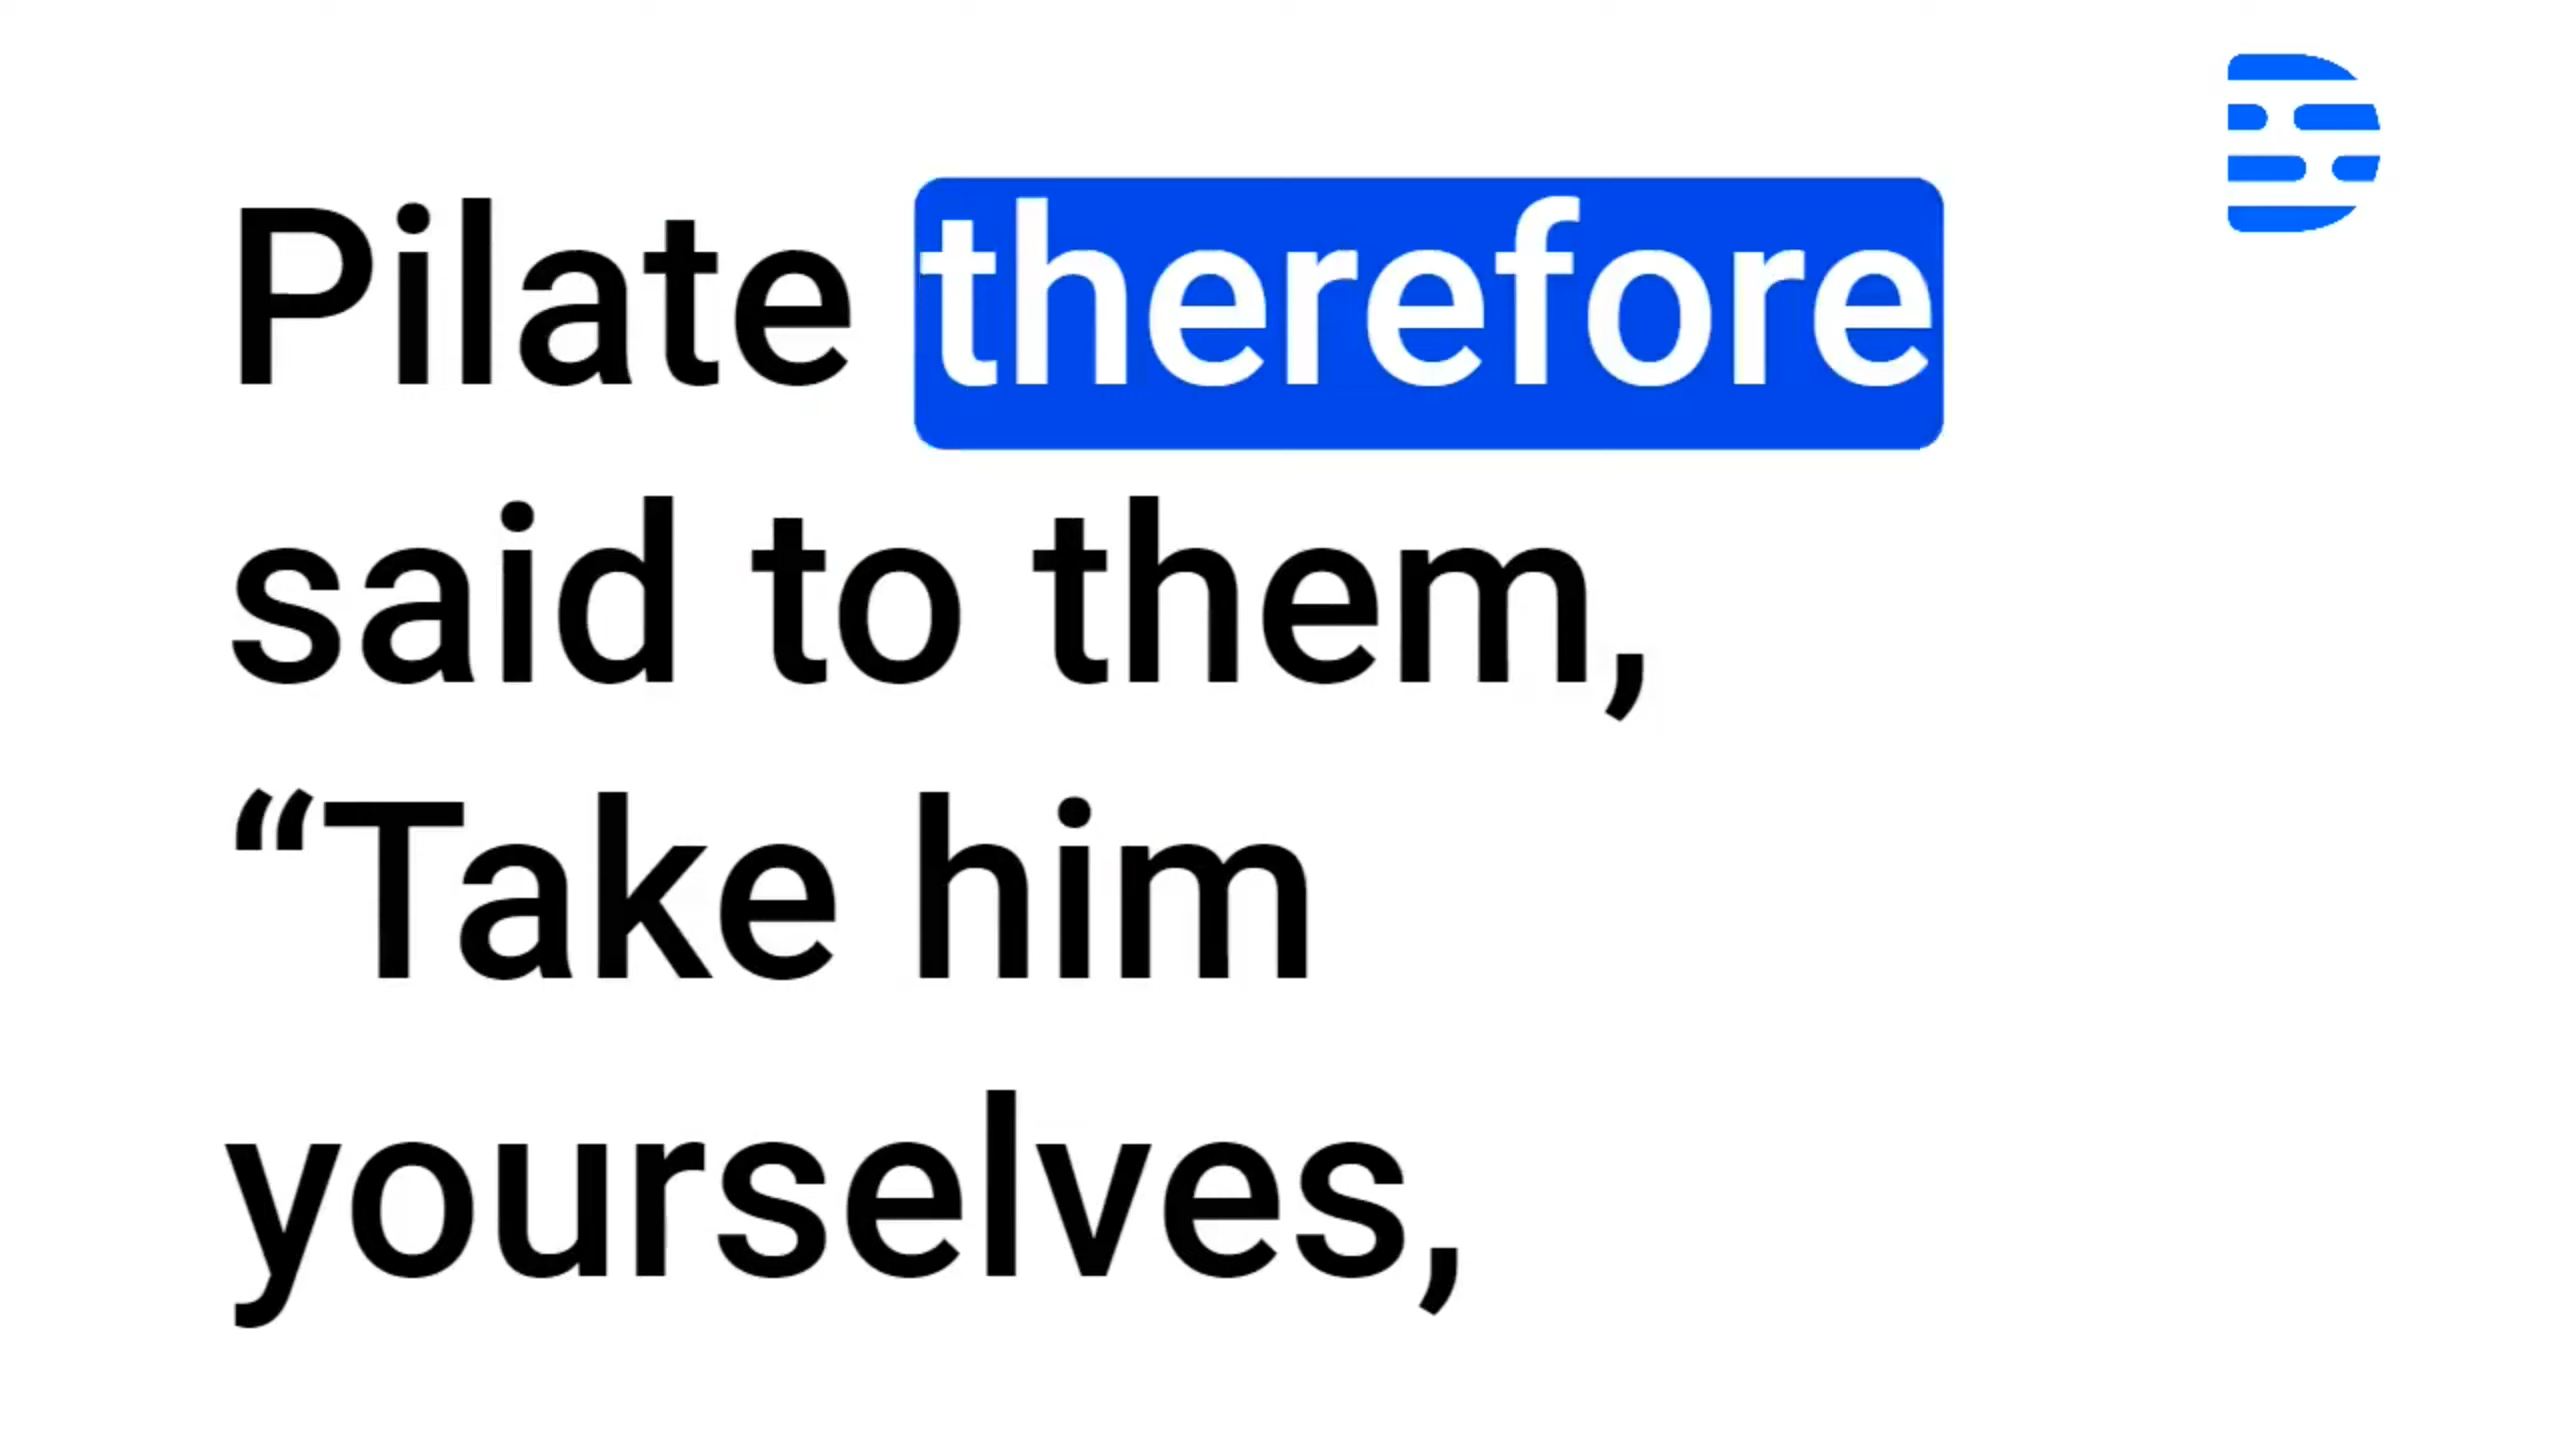 Pilate therefore
said to them,
“Take him
yourselves,